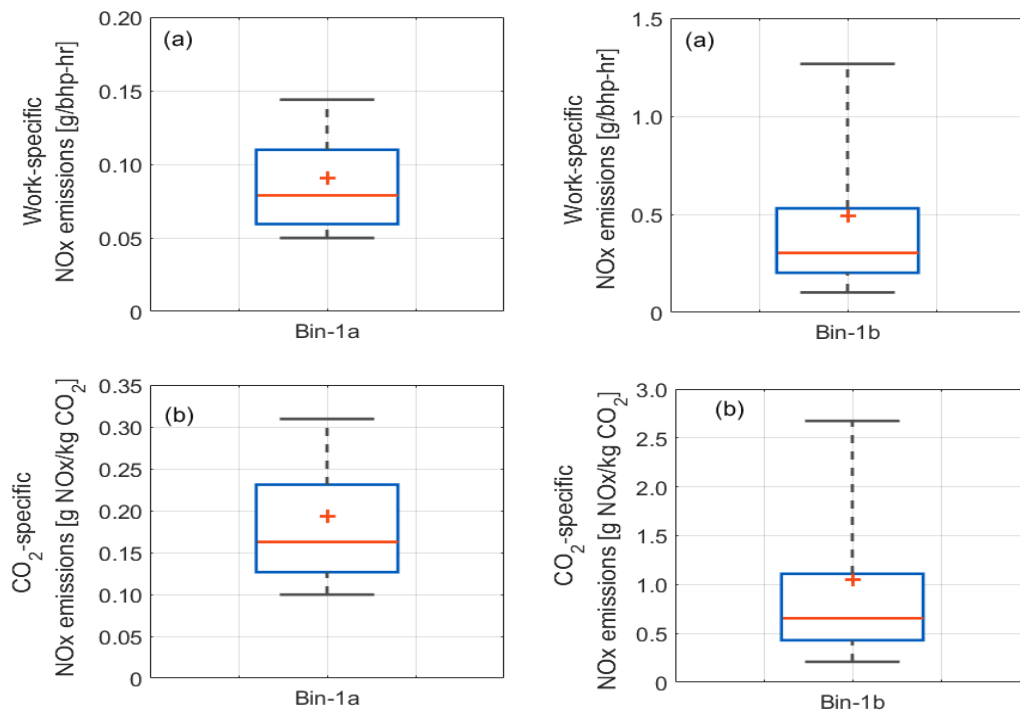 Work-specific
NOx emissions [g/bhp-hr]
(a)
0.20
0.15
0.10
0.05
0
Bin-1a
Work-specific
NOx emissions [g/bhp-hr]
(a)
1.5
1.0
0.5
0
Bin-1b
CO2-specific
NOx emissions [g NOx/kg CO2]
(b)
0.35
0.30
0.25
0.20
0.15
0.10
0.05
0.00
Bin-1a
CO2-specific
NOx emissions [g NOx/kg CO2]
(b)
3.0
2.5
2.0
1.5
1.0
0.5
0
Bin-1b